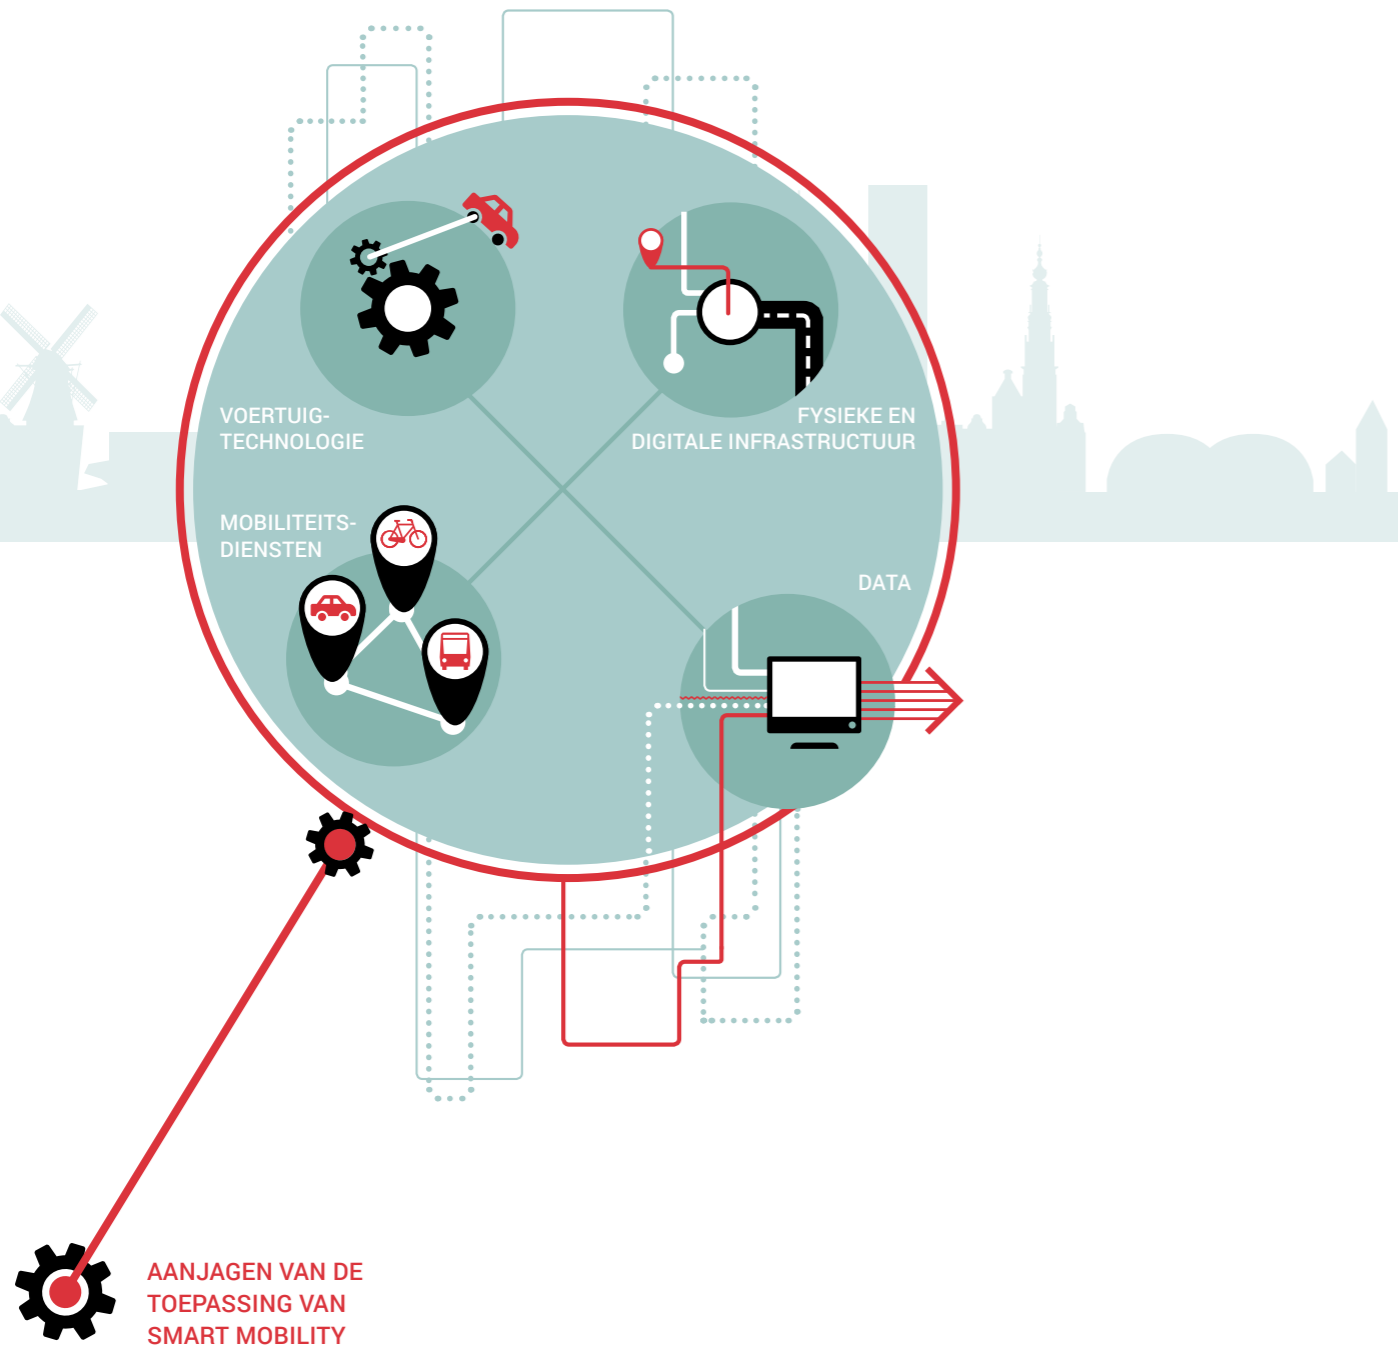 VOERTUIG-
TECHNOLOGIE
FYSIEKE EN
DIGITALE INFRASTRUCTUUR
MOBILITEITS-
DIENSTEN
DATA
AANJAGEN VAN DE
TOEPASSING VAN
SMART MOBILITY